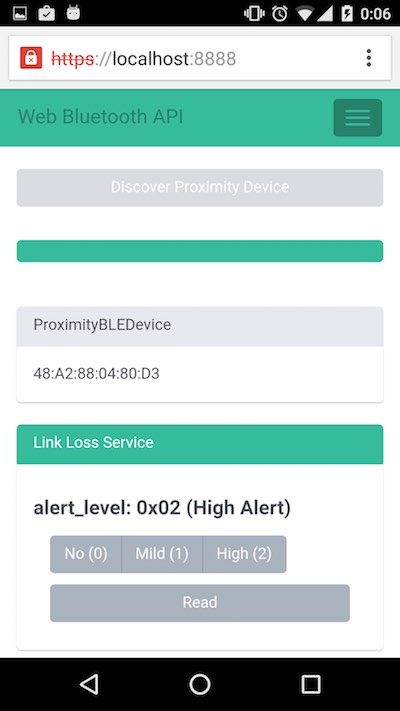 0:06
https://localhost:8888
Web Bluetooth API
Discover Proximity Device
ProximityBLEDevice
48:A2:88:04:80:D3
Link Loss Service
alert_level: 0x02 (High Alert)
No (0) Mild (1) High (2)
Read